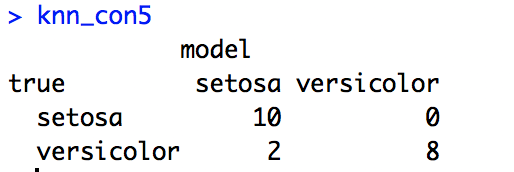 > knn_con5
model
true setosa versicolor
setosa 10 0
versicolor 2 8